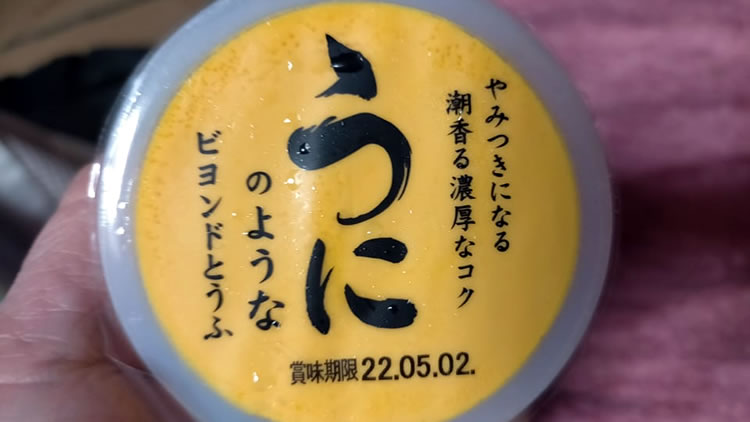 やみつきになる
潮香る濃厚なコク
うに
のような
ビヨンドとうふ
賞味期限 22.05.02.